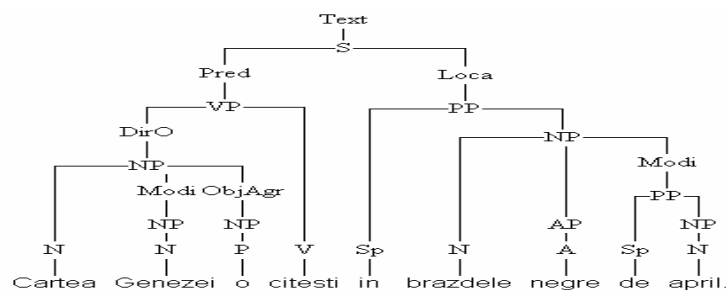 Text
S
Pred Loca
VP PP
DirO NP
NP Modi
Modi ObjAgr PP
NP NP AP NP
N N P V Sp N A Sp N
Cartea Genezei o citesti in brazdele negre de april.